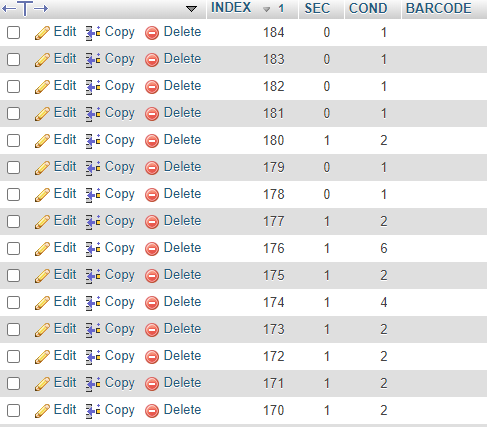 INDEX 1 SEC COND BARCODE
Edit Copy Delete 184 0 1
Edit Copy Delete 183 0 1
Edit Copy Delete 182 0 1
Edit Copy Delete 181 0 1
Edit Copy Delete 180 1 2
Edit Copy Delete 179 0 1
Edit Copy Delete 178 0 1
Edit Copy Delete 177 1 2
Edit Copy Delete 176 1 6
Edit Copy Delete 175 1 2
Edit Copy Delete 174 1 4
Edit Copy Delete 173 1 2
Edit Copy Delete 172 1 2
Edit Copy Delete 171 1 2
Edit Copy Delete 170 1 2